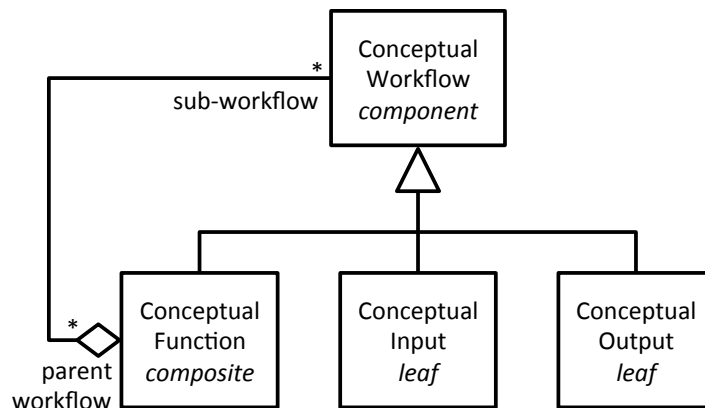 Conceptual
Workflow
component
*
sub-workflow
Conceptual
Function
composite
Conceptual
Input
leaf
Conceptual
Output
leaf
*
parent
workflow